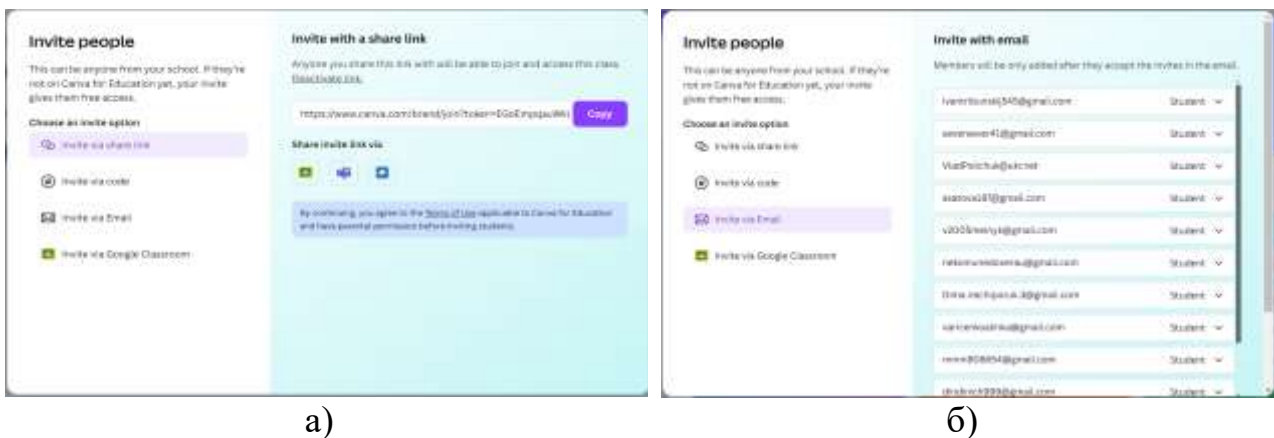 Invite people
This can be anyone from your school. If they're
not on Canva for Education yet, your invite
gives them free access.
Choose an invite option
Invite via share link
Invite via code
Invite via Email
Invite via Google Classroom
Invite with a share link
Anyone you share this link with will be able to join and access this class.
Deactivate link.
Copy
Share invite link via
By continuing, you agree to the Terms of Use applicable to Canva for Education
and have parental permission before inviting students.
а)
Invite people
This can be anyone from your school. If they're
not on Canva for Education yet, your invite
gives them free access.
Choose an invite option
Invite via share link
Invite via code
Invite via Email
Invite via Google Classroom
Invite with email
Members will be only added after they accept the invites in the email.
Student
Student
Student
Student
Student
Student
Student
Student
Student
Student
б)